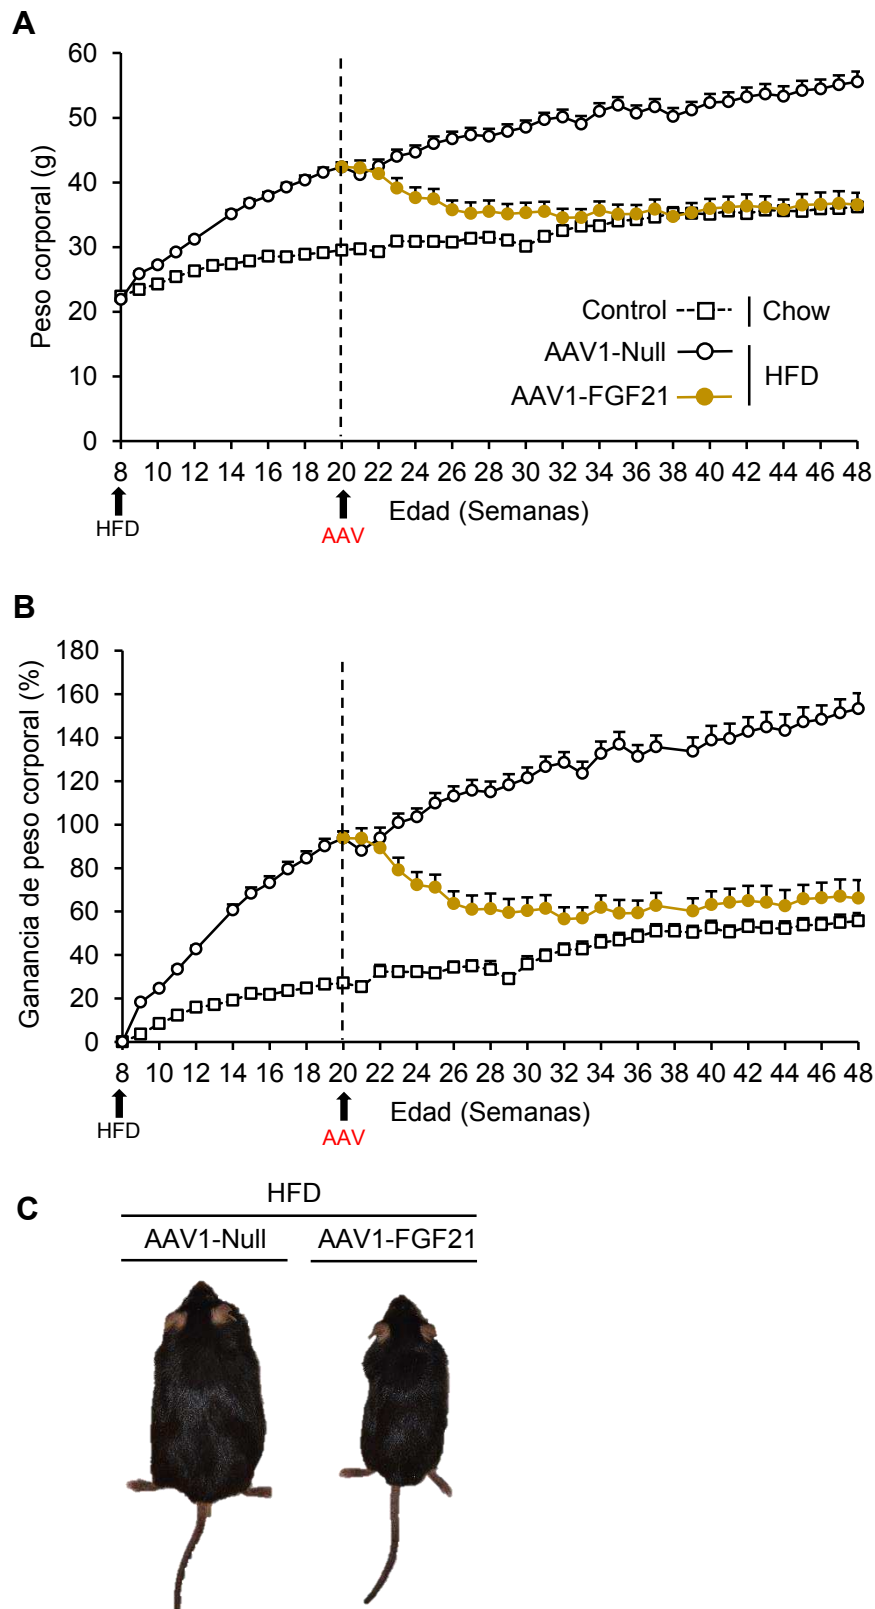 A
60
50
40
30
20
10
0
Peso corporal (g)
Control Chow
AAV1-Null
HFD
AAV1-FGF21
8 10 12 14 16 18 20 22 24 26 28 30 32 34 36 38 40 42 44 46 48
Edad (Semanas)
HFD
AAV
B
180
160
140
120
100
80
60
40
20
0
Ganancia de peso corporal (%)
8 10 12 14 16 18 20 22 24 26 28 30 32 34 36 38 40 42 44 46 48
Edad (Semanas)
HFD
AAV
C
HFD
AAV1-Null AAV1-FGF21